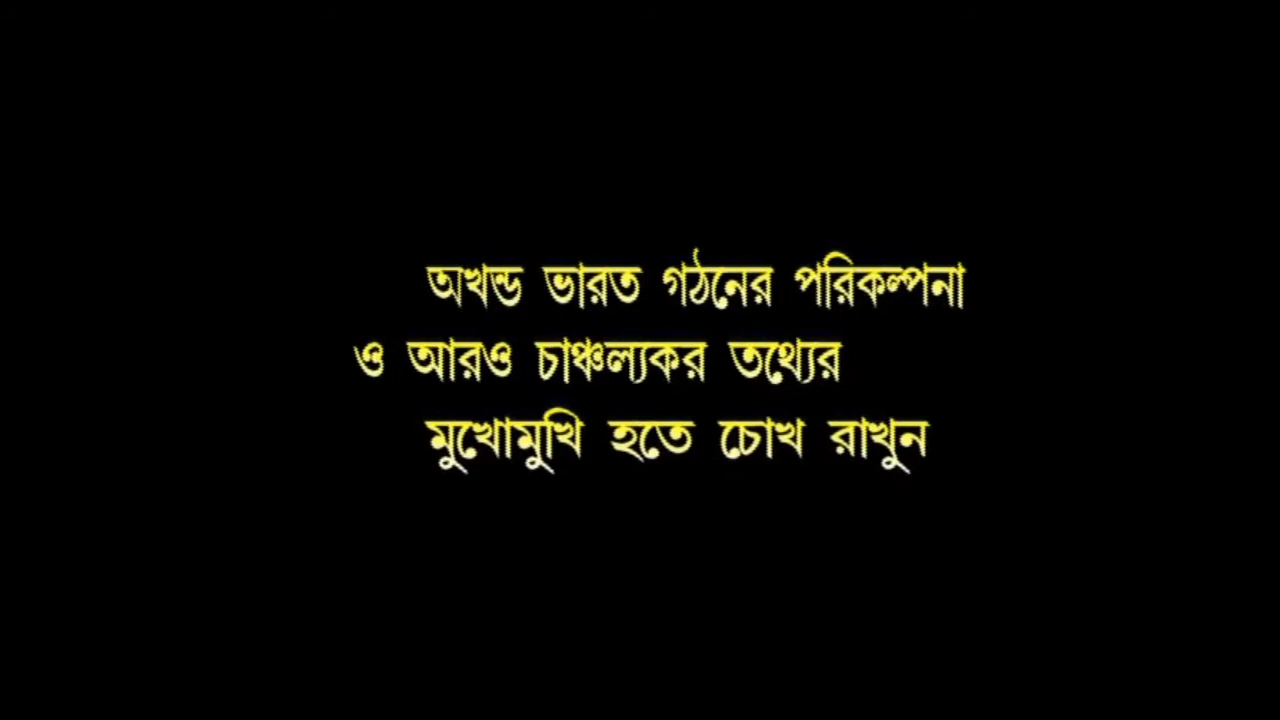 অখন্ড ভারত গঠনের পরিকল্পনা
ও আরও চাঞ্চল্যকর তথ্যের
মুখোমুখি হতে চোখ রাখুন